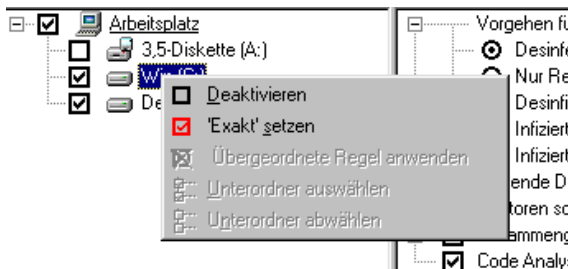 Arbeitsplatz
3,5-Diskette (A:)
Deaktivieren
'Exakt' setzen
Übergeordnete Regel anwenden
Unterordner auswählen
Unterordner abwählen
Vorgehen fü
Desinfe
Nur Re
Desinfi
Infiziert
Infiziert
ende D
toren so
ammeng
Code Analys